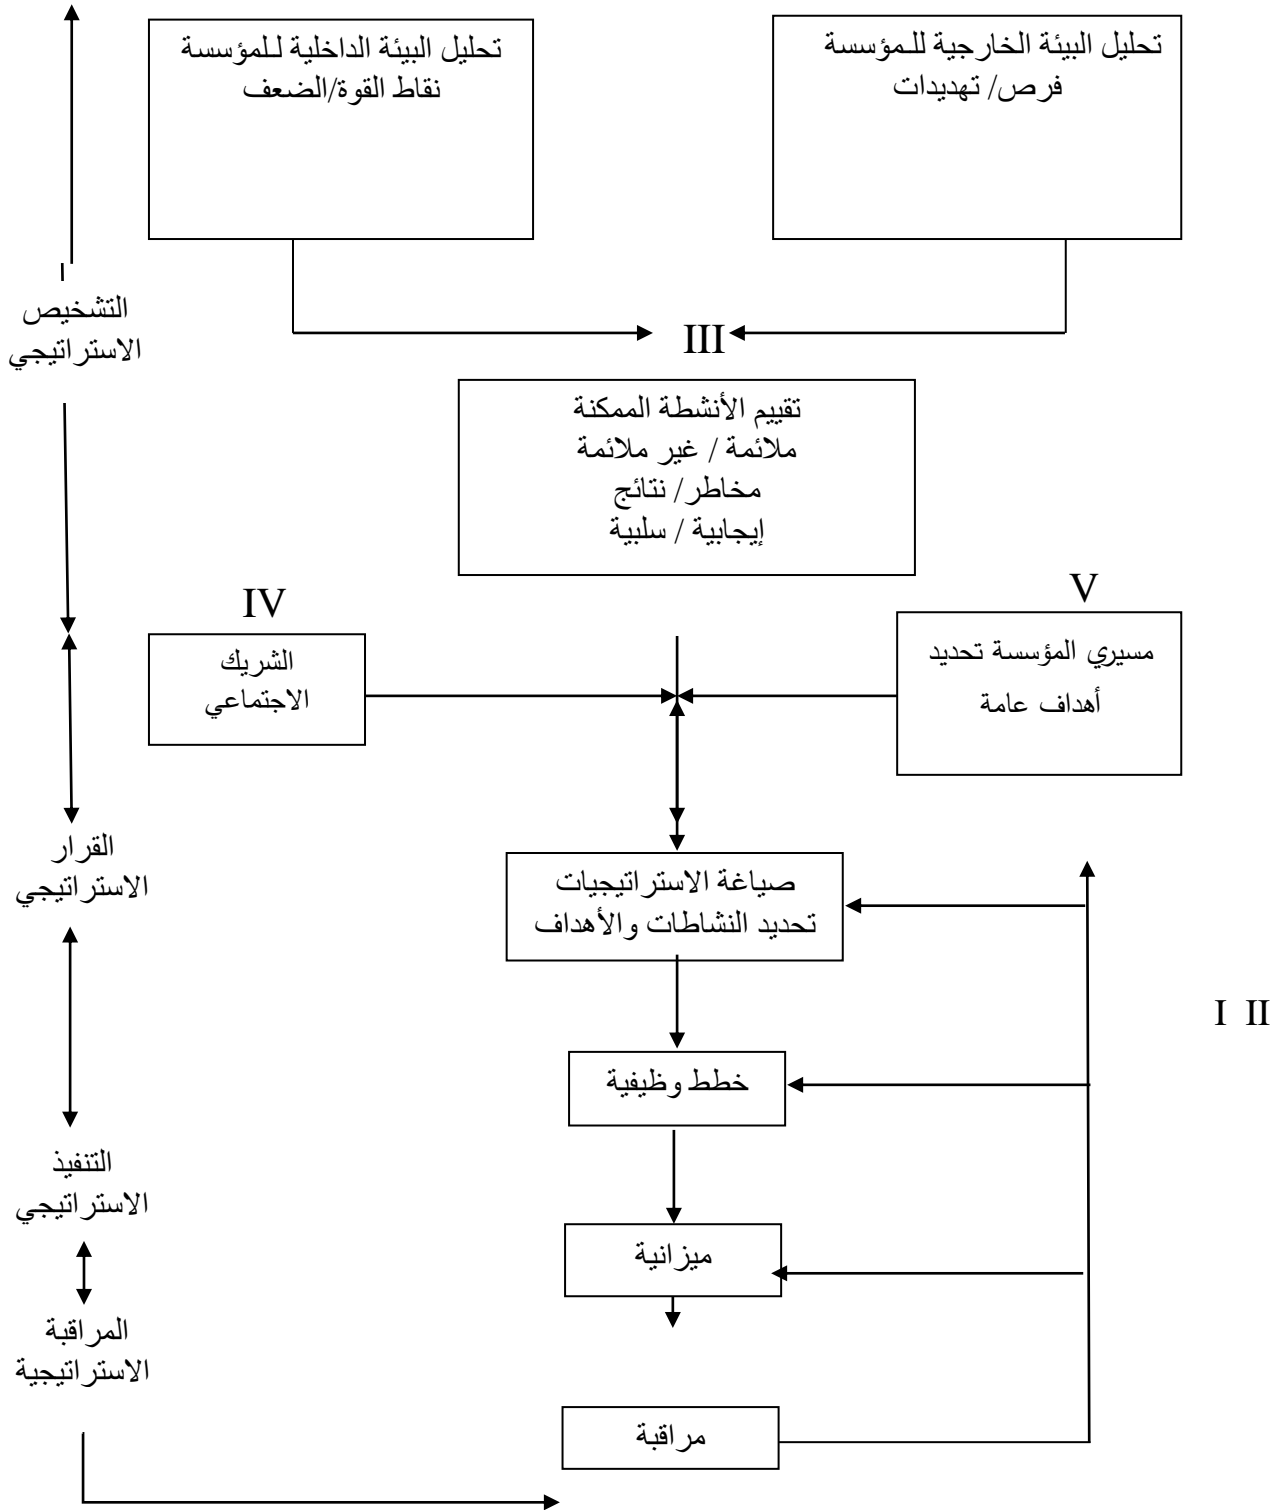 تحليل البيئة الخارجية للمؤسسة
فرص/ تهديدات
تحليل البيئة الداخلية للمؤسسة
نقاط القوة/الضعف
التشخيص
الاستراتيجي
III
تقييم الأنشطة الممكنة
ملائمة / غير ملائمة
مخاطر/ نتائج
إيجابية / سلبية
V
مسيري المؤسسة تحديد
أهداف عامة
IV
الشريك
الاجتماعي
القرار
الاستراتيجي
صياغة الاستراتيجيات
تحديد النشاطات والأهداف
I II
خطط وظيفية
التنفيذ
الاستراتيجي
ميزانية
المراقبة
الاستراتيجية
مراقبة